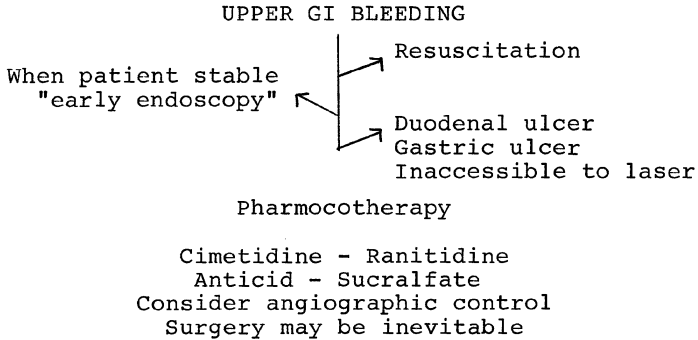 UPPER GI BLEEDING
Resuscitation
When patient stable
"early endoscopy"
Duodenal ulcer
Gastric ulcer
Inaccessible to laser
Pharmocotherapy
Cimetidine - Ranitidine
Anticid - Sucralfate
Consider angiographic control
Surgery may be inevitable